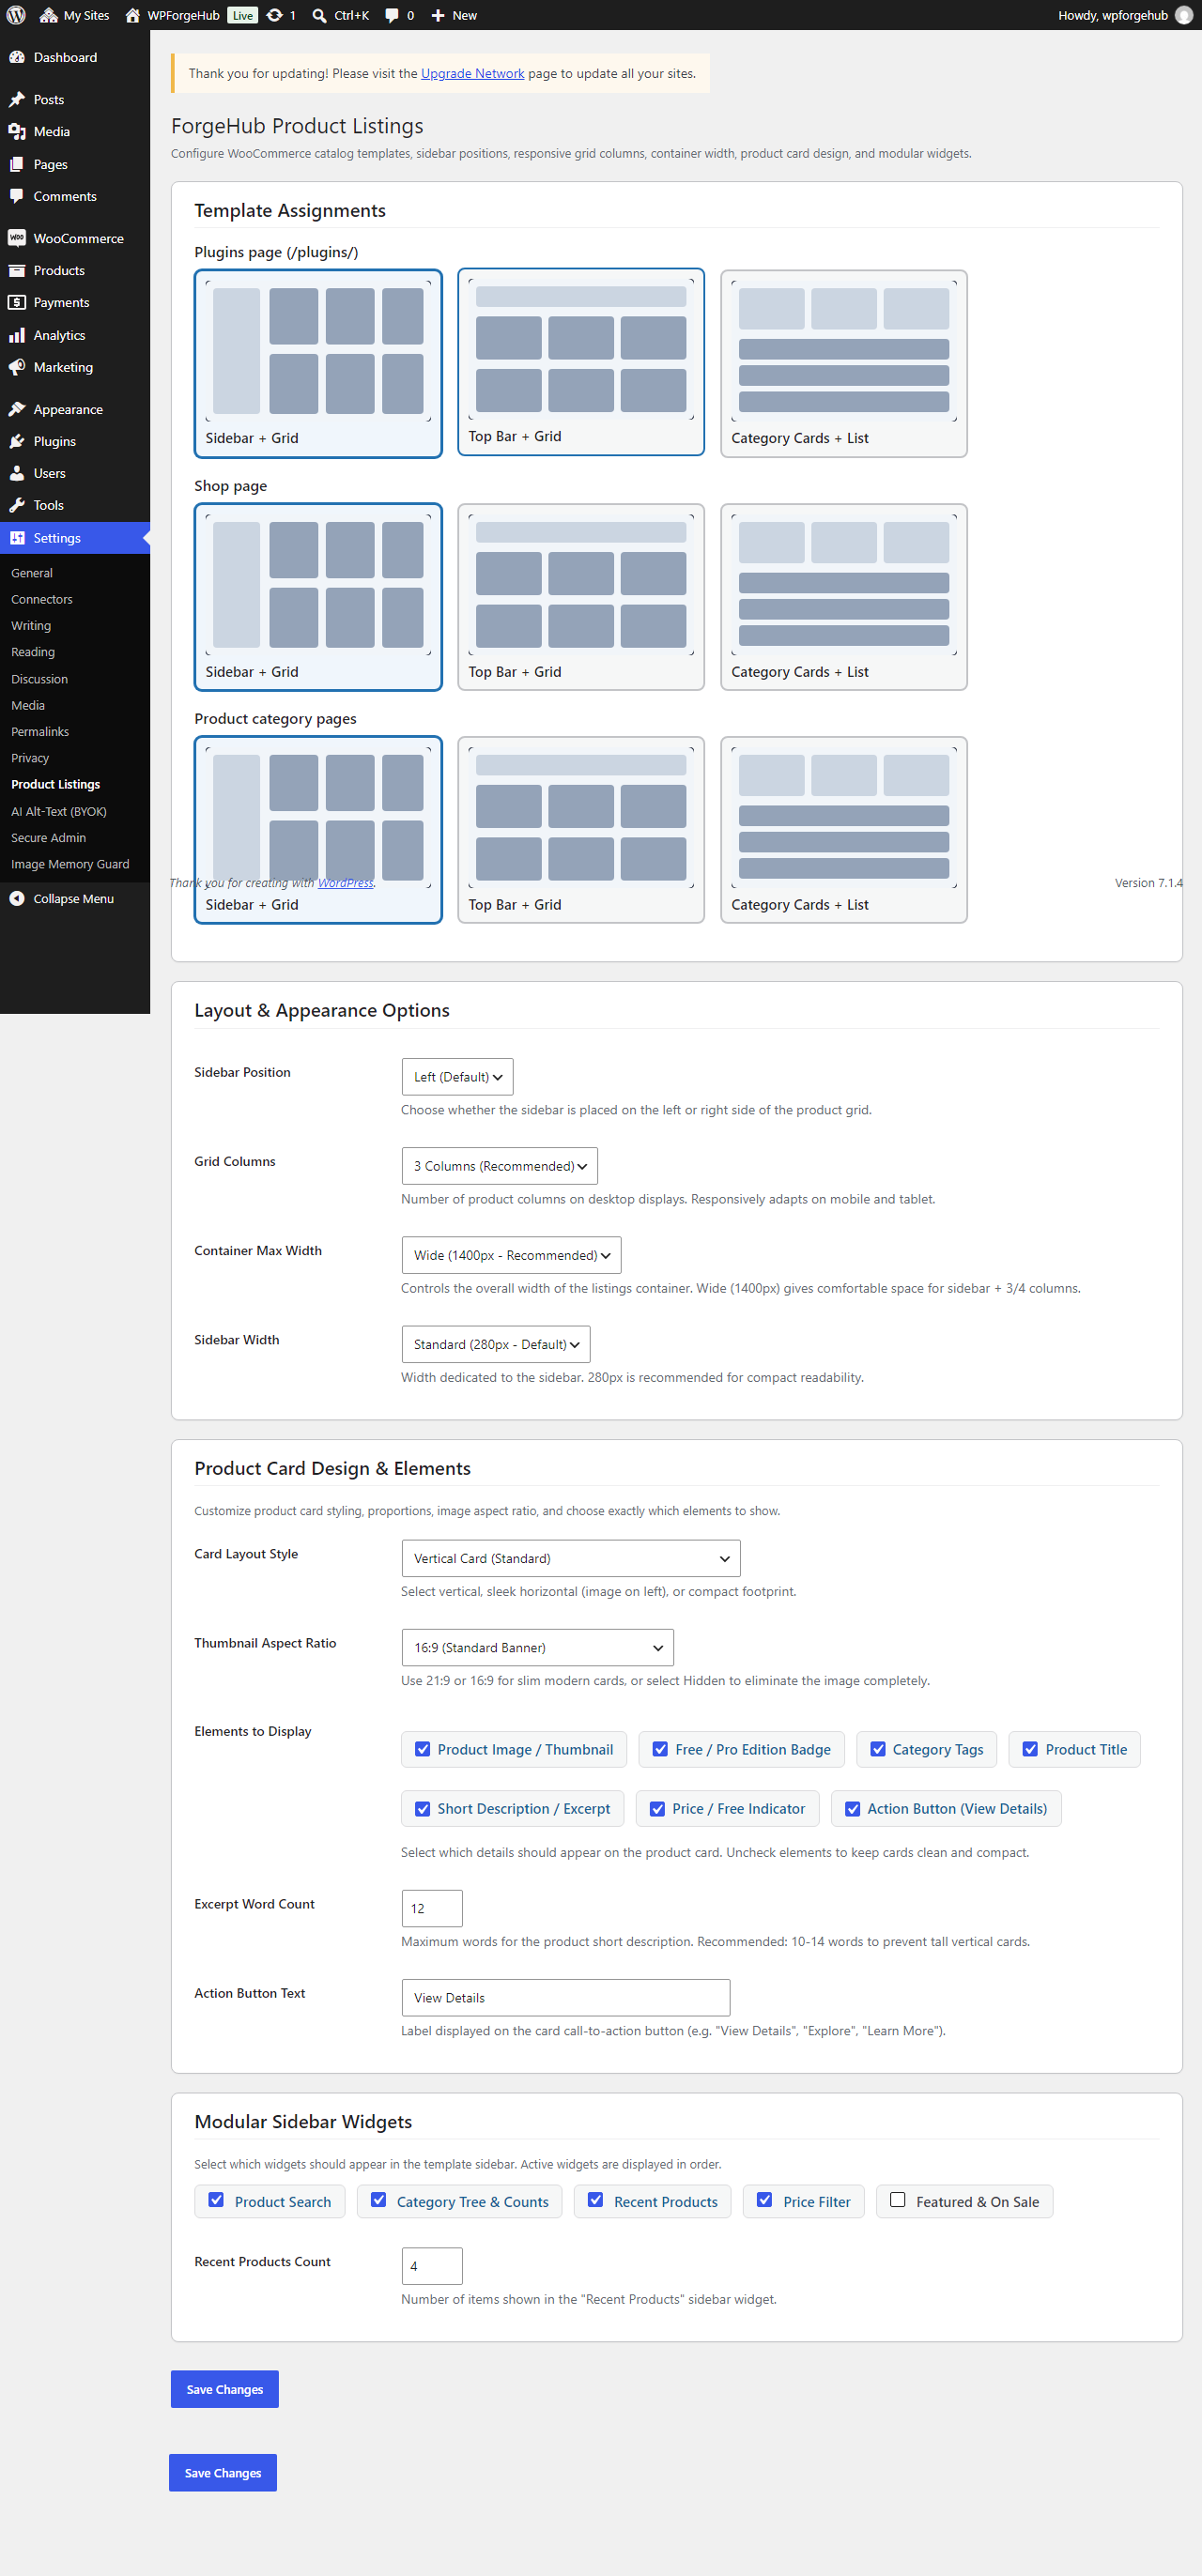 My Sites WPForgeHub Live 1 Ctrl+K 0 New Howdy, wpforgehub
Dashboard
Posts
Media
Pages
Comments
WooCommerce
Products
Payments
Analytics
Marketing
Appearance
Plugins
Users
Tools
Settings
General
Connectors
Writing
Reading
Discussion
Media
Permalinks
Privacy
Product Listings
AI Alt-Text (BYOK)
Secure Admin
Image Memory Guard
Collapse Menu
Thank you for updating! Please visit the Upgrade Network page to update all your sites.
ForgeHub Product Listings
Configure WooCommerce catalog templates, sidebar positions, responsive grid columns, container width, product card design, and modular widgets.
Template Assignments
Plugins page (/plugins/)
Sidebar + Grid
Top Bar + Grid
Category Cards + List
Shop page
Sidebar + Grid
Top Bar + Grid
Category Cards + List
Product category pages
Thank you for creating with WordPress.
Version 7.1.4
Sidebar + Grid
Top Bar + Grid
Category Cards + List
Layout & Appearance Options
Sidebar Position
Left (Default)
Choose whether the sidebar is placed on the left or right side of the product grid.
Grid Columns
3 Columns (Recommended)
Number of product columns on desktop displays. Responsively adapts on mobile and tablet.
Container Max Width
Wide (1400px - Recommended)
Controls the overall width of the listings container. Wide (1400px) gives comfortable space for sidebar + 3/4 columns.
Sidebar Width
Standard (280px - Default)
Width dedicated to the sidebar. 280px is recommended for compact readability.
Product Card Design & Elements
Customize product card styling, proportions, image aspect ratio, and choose exactly which elements to show.
Card Layout Style
Vertical Card (Standard)
Select vertical, sleek horizontal (image on left), or compact footprint.
Thumbnail Aspect Ratio
16:9 (Standard Banner)
Use 21:9 or 16:9 for slim modern cards, or select Hidden to eliminate the image completely.
Elements to Display
Product Image / Thumbnail
Free / Pro Edition Badge
Category Tags
Product Title
Short Description / Excerpt
Price / Free Indicator
Action Button (View Details)
Select which details should appear on the product card. Uncheck elements to keep cards clean and compact.
Excerpt Word Count
12
Maximum words for the product short description. Recommended: 10-14 words to prevent tall vertical cards.
Action Button Text
View Details
Label displayed on the card call-to-action button (e.g. "View Details", "Explore", "Learn More").
Modular Sidebar Widgets
Select which widgets should appear in the template sidebar. Active widgets are displayed in order.
Product Search
Category Tree & Counts
Recent Products
Price Filter
Featured & On Sale
Recent Products Count
4
Number of items shown in the "Recent Products" sidebar widget.
Save Changes
Save Changes